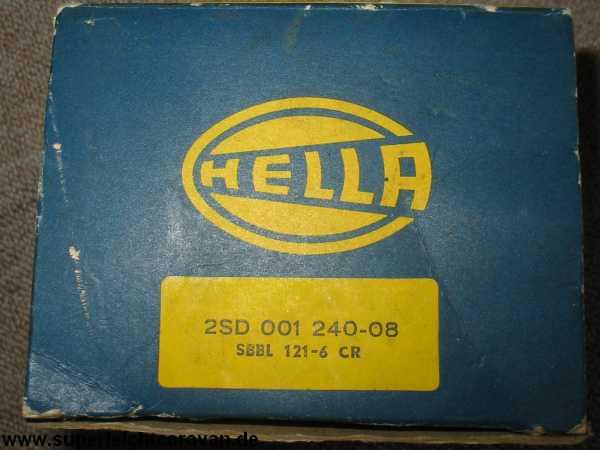 HELLA
2SD 001 240-08
SBBL 121-6 CR
www.superleichtcaravan.de